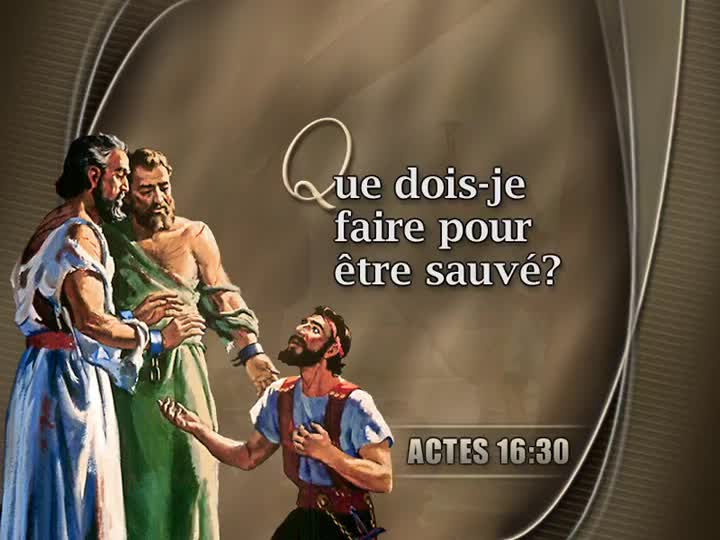 Que dois-je
faire pour
être sauvé?
ACTES 16:30